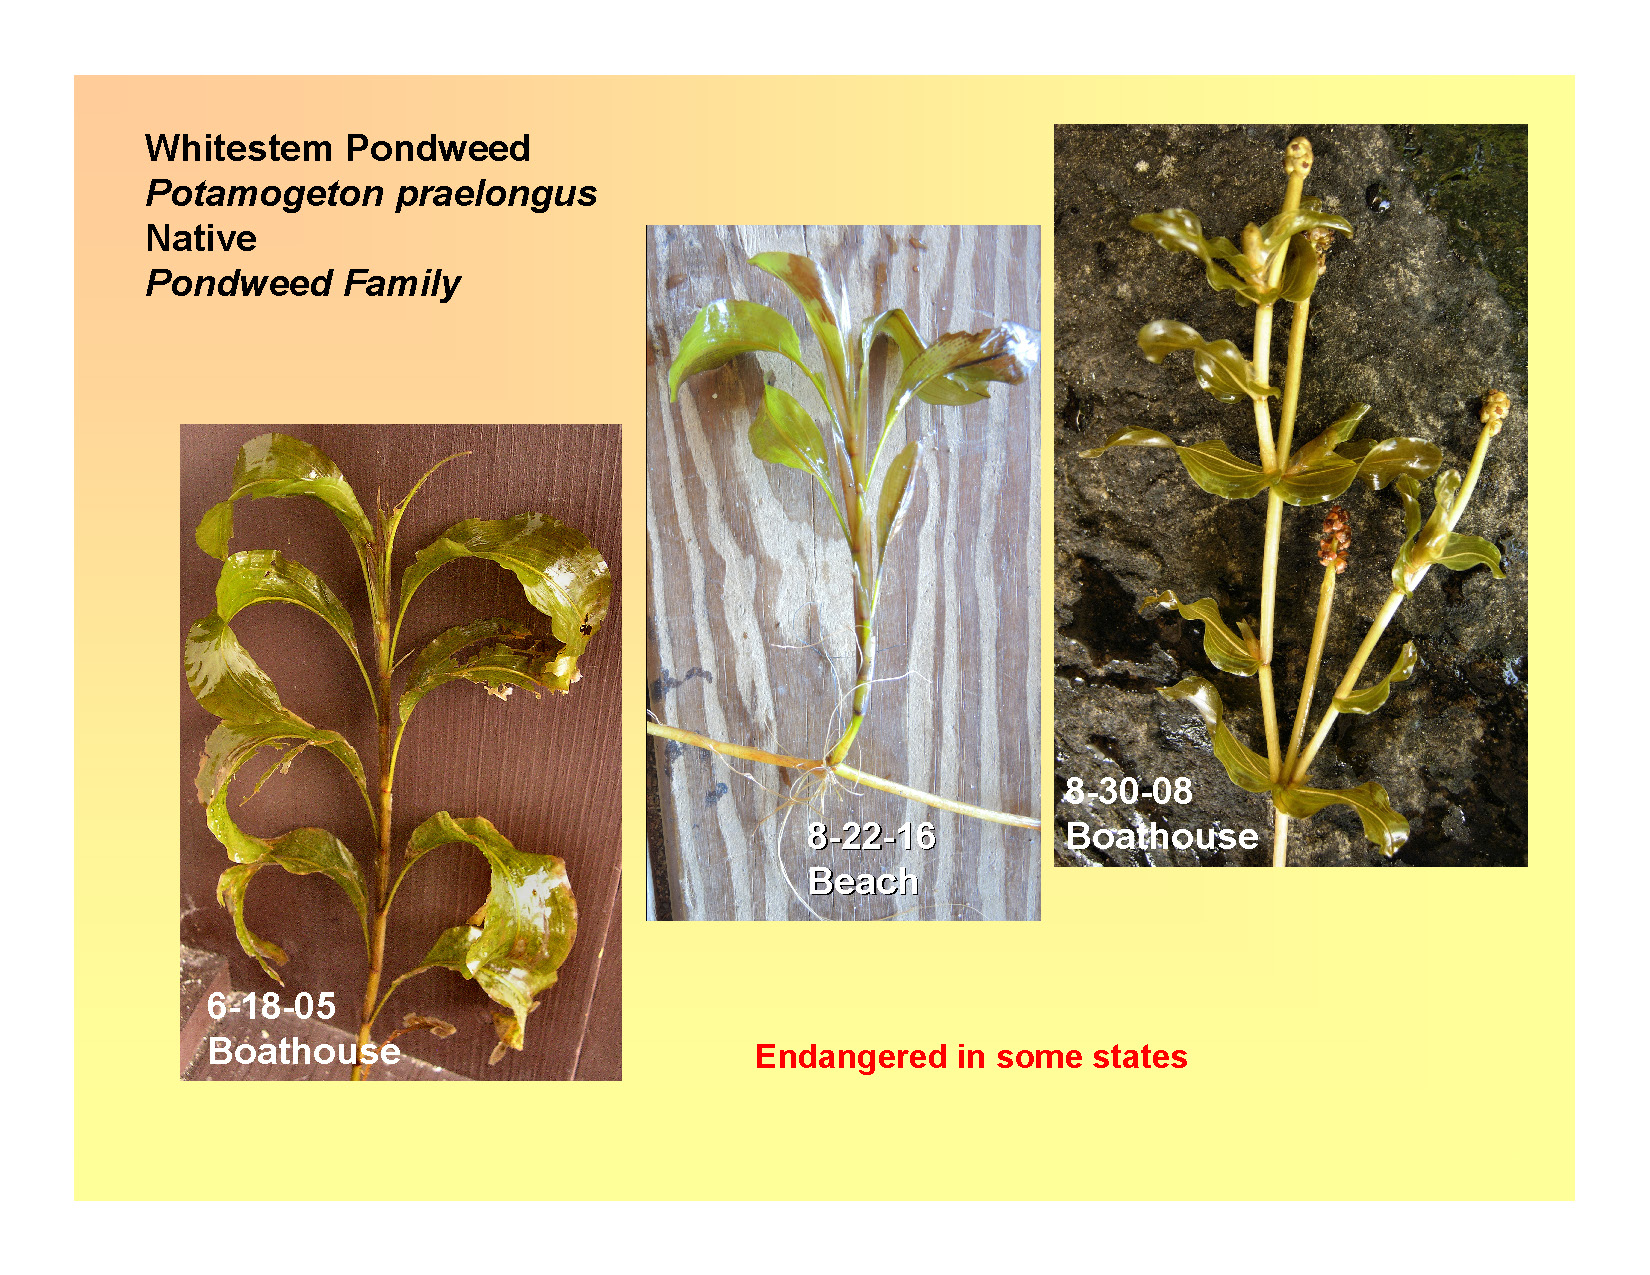 Whitestem Pondweed
Potamogeton praelongus
Native
Pondweed Family
6-18-05
Boathouse
8-22-16
Beach
8-30-08
Boathouse
Endangered in some states